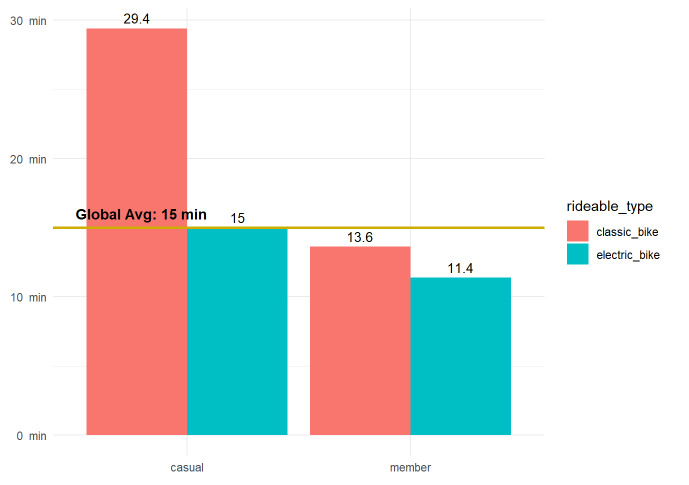 30 min
29.4
20 min
Global Avg: 15 min
15
13.6
11.4
10 min
0 min
casual
member
rideable_type
classic_bike
electric_bike